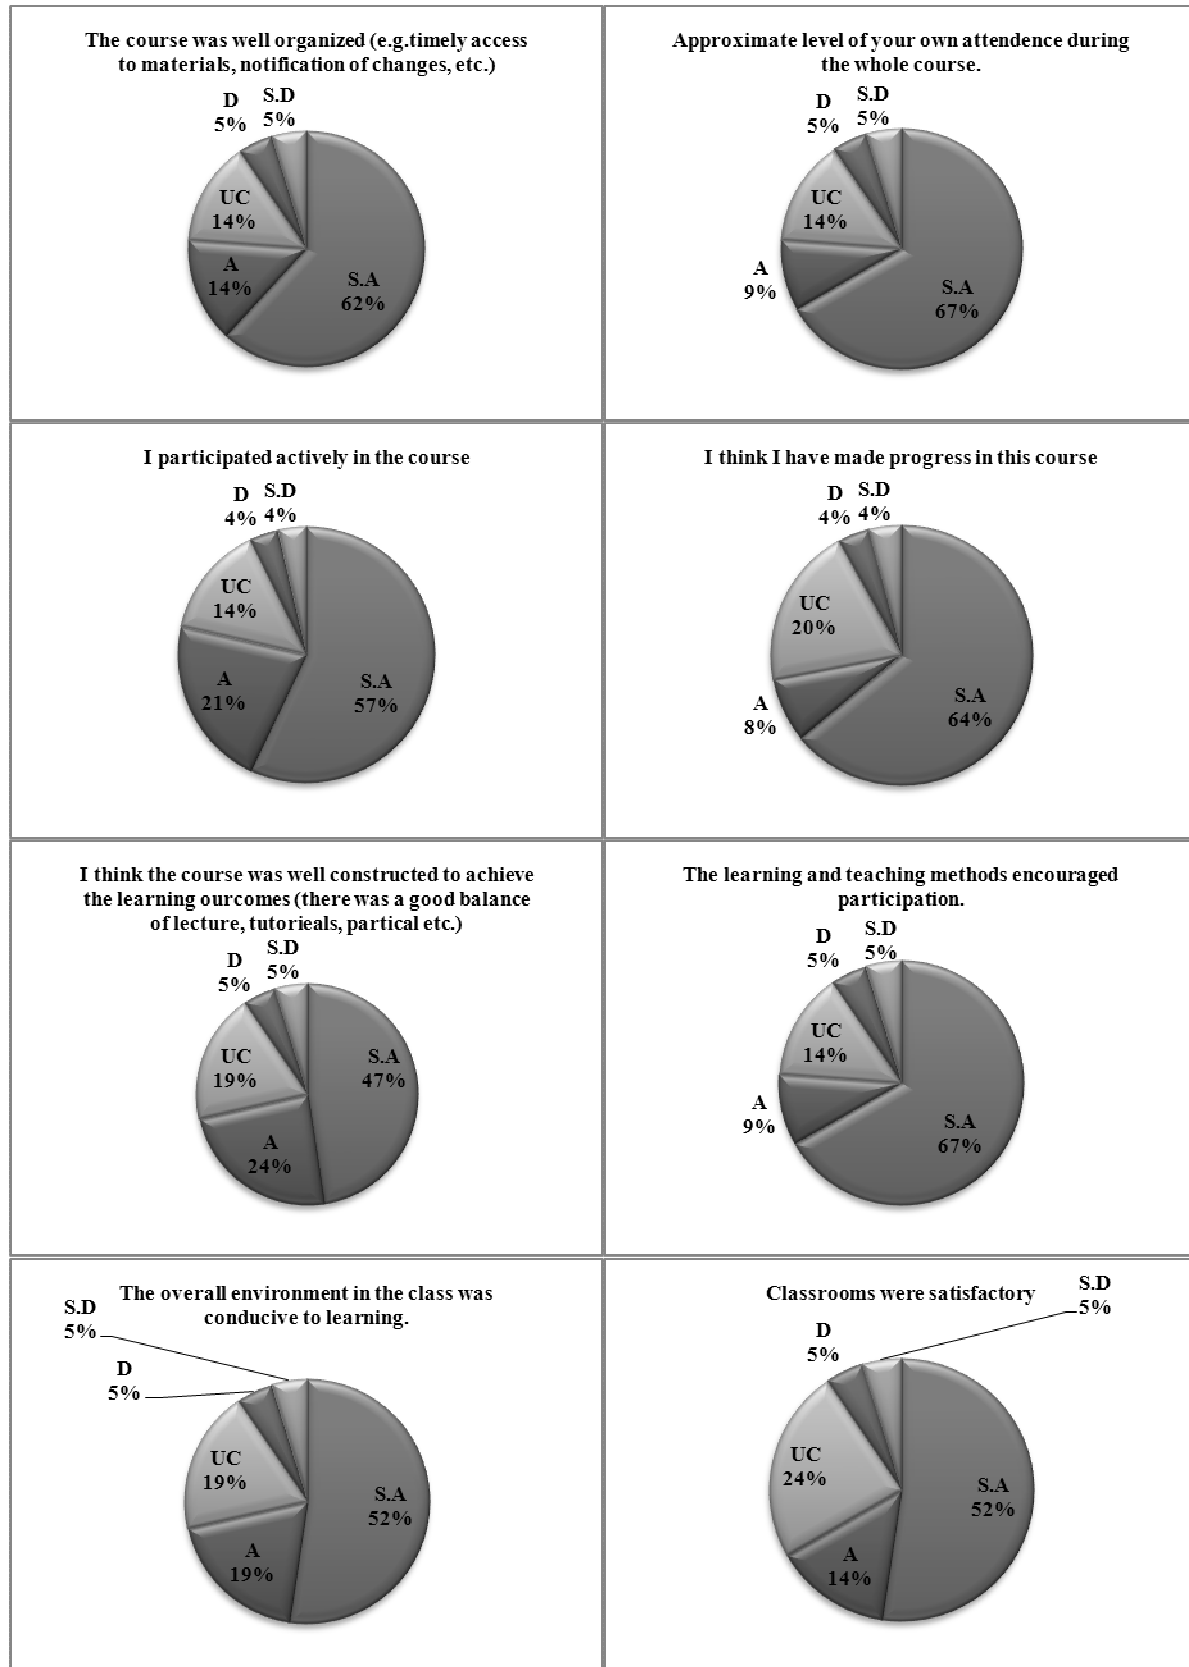 The course was well organized (e.g.timely access
to materials, notification of changes, etc.)
D
5%
S.D
5%
UC
14%
A
14%
S.A
62%
Approximate level of your own attendence during
the whole course.
D
5%
S.D
5%
UC
14%
A
9%
S.A
67%
I participated actively in the course
D
4%
S.D
4%
UC
14%
A
21%
S.A
57%
I think I have made progress in this course
D
4%
S.D
4%
UC
20%
A
8%
S.A
64%
I think the course was well constructed to achieve
the learning ourcomes (there was a good balance
of lecture, tutorieals, partical etc.)
D
5%
S.D
5%
UC
19%
S.A
47%
A
24%
The learning and teaching methods encouraged
participation.
D
5%
S.D
5%
UC
14%
A
9%
S.A
67%
The overall environment in the class was
conducive to learning.
S.D
5%
D
5%
UC
19%
S.A
52%
A
19%
Classrooms were satisfactory
S.D
5%
D
5%
UC
24%
S.A
52%
A
14%